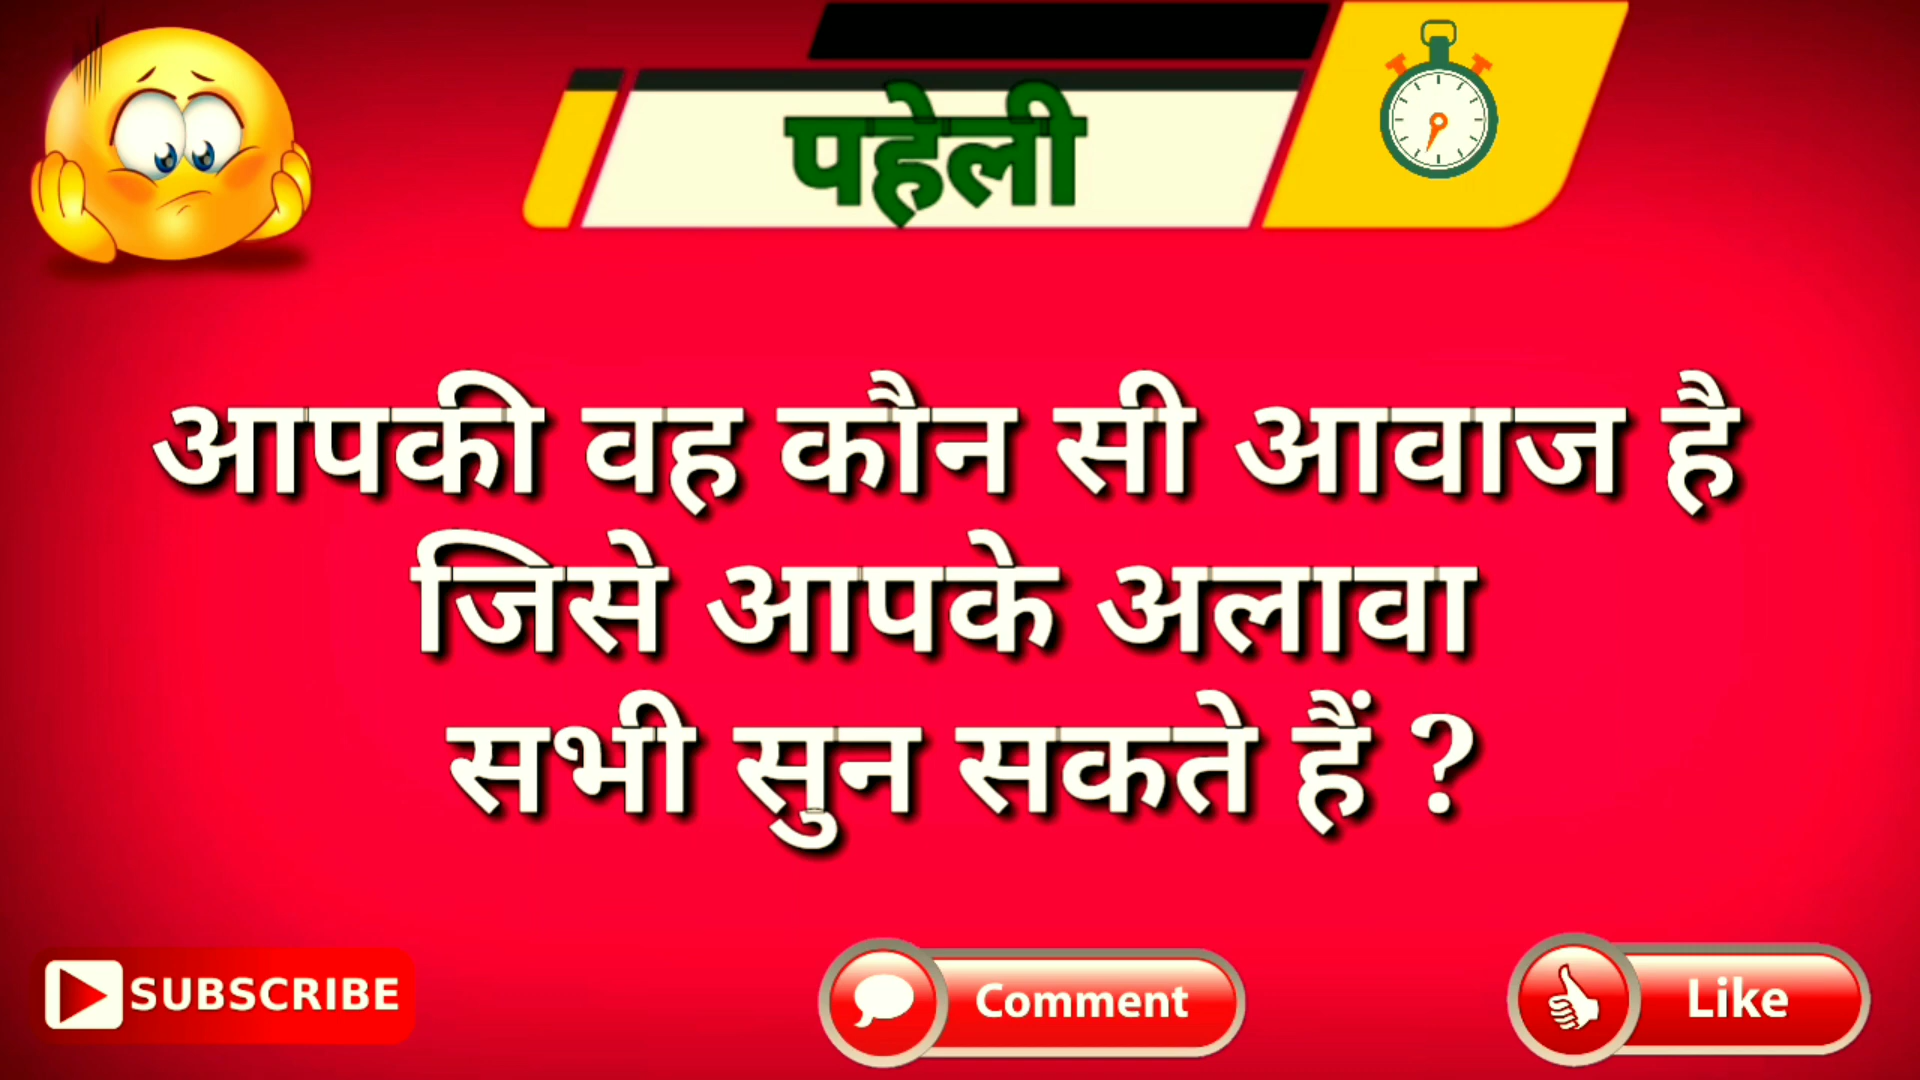 पहेली
आपकी वह कौन सी आवाज है
जिसे आपके अलावा
सभी सुन सकते हैं ?
SUBSCRIBE
Comment
Like